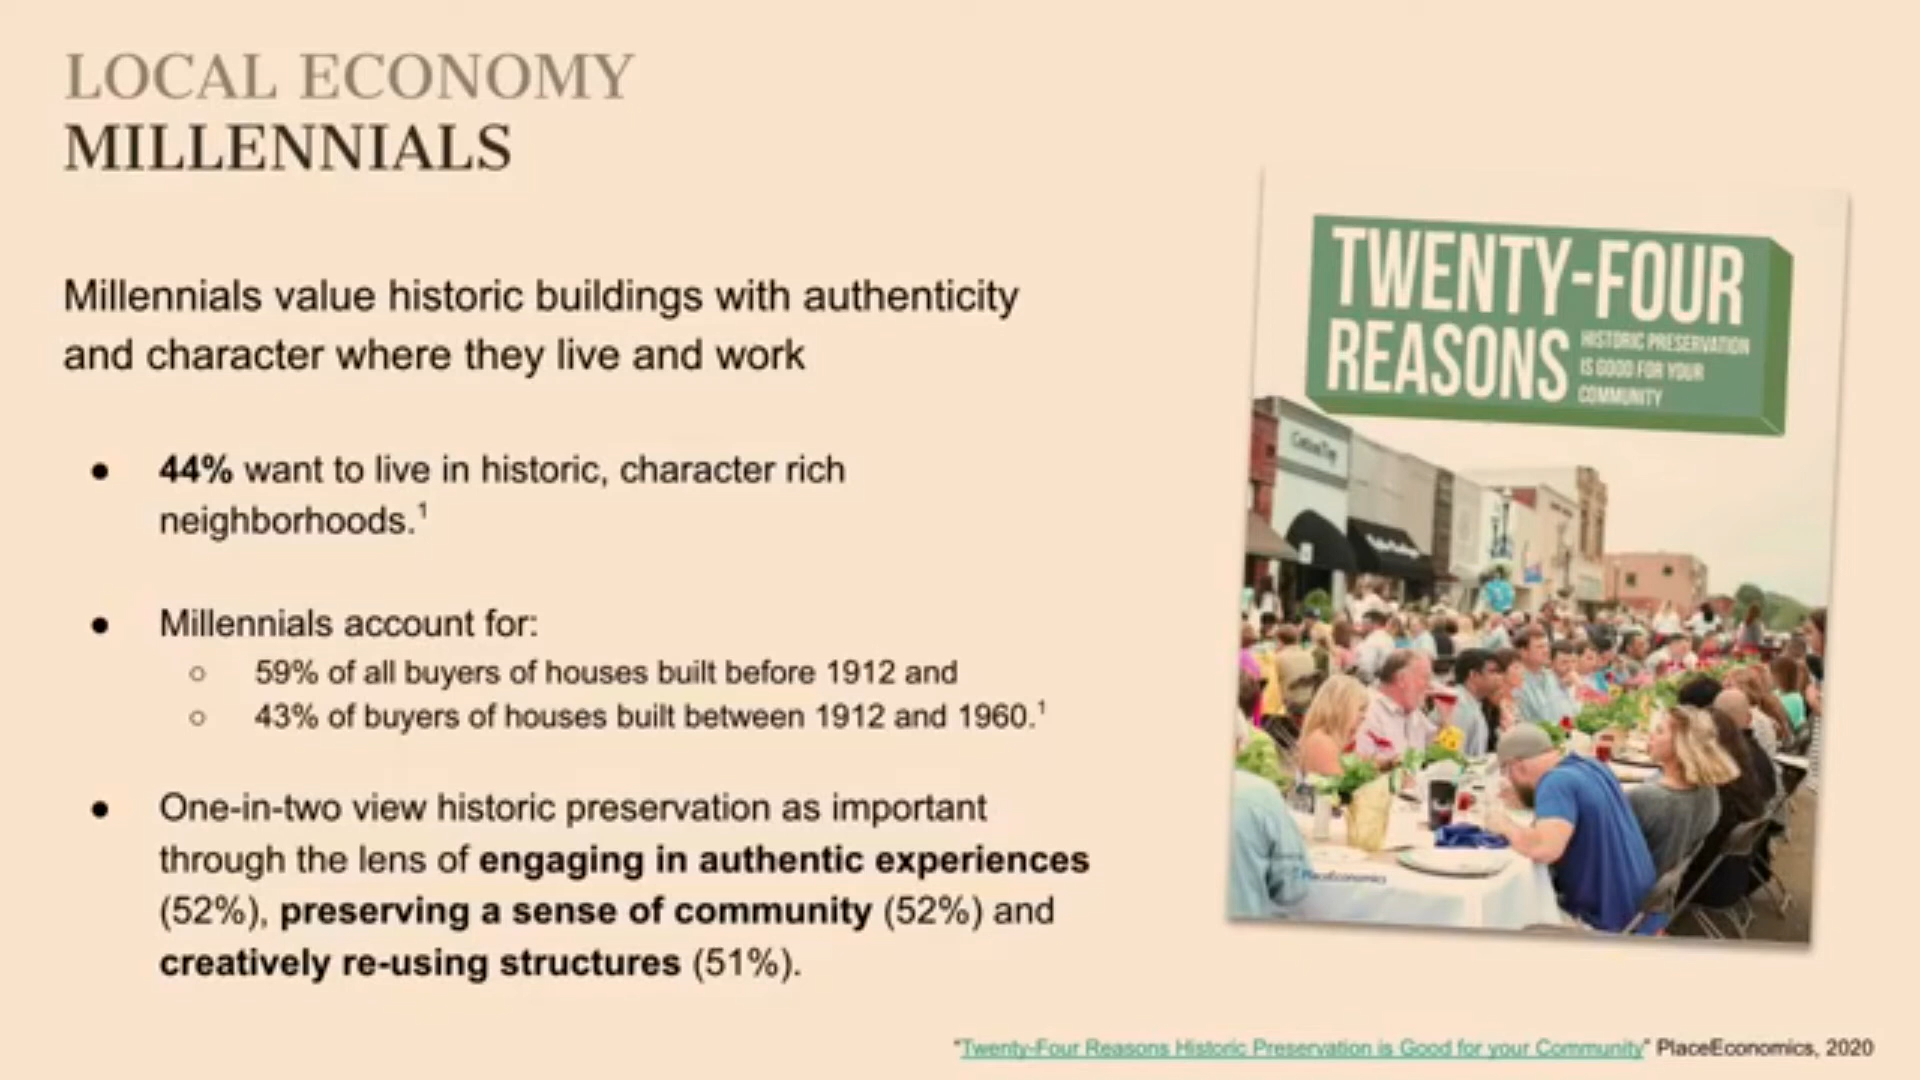 LOCAL ECONOMY
MILLENNIALS
Millennials value historic buildings with authenticity
and character where they live and work
● 44% want to live in historic, character rich
neighborhoods.¹
● Millennials account for:
○ 59% of all buyers of houses built before 1912 and
○ 43% of buyers of houses built between 1912 and 1960.¹
● One-in-two view historic preservation as important
through the lens of engaging in authentic experiences
(52%), preserving a sense of community (52%) and
creatively re-using structures (51%).
TWENTY-FOUR
REASONS
HISTORIC PRESERVATION
IS GOOD FOR YOUR
COMMUNITY
PlaceEconomics
"Twenty-Four Reasons Historic Preservation is Good for your Community" PlaceEconomics, 2020